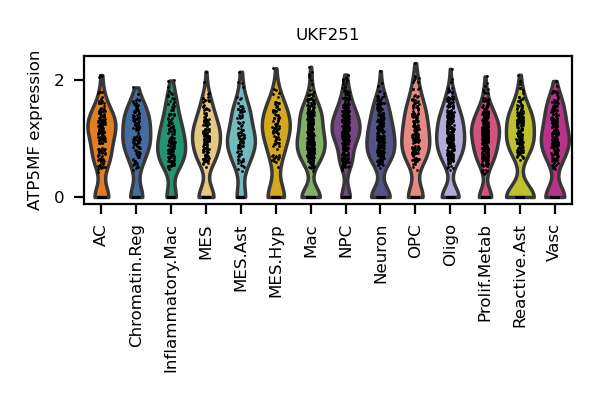 UKF251
ATP5MF expression
2
0
AC
Chromatin.Reg
Inflammatory.Mac
MES
MES.Ast
MES.Hyp
Mac
NPC
Neuron
OPC
Oligo
Prolif.Metab
Reactive.Ast
Vasc